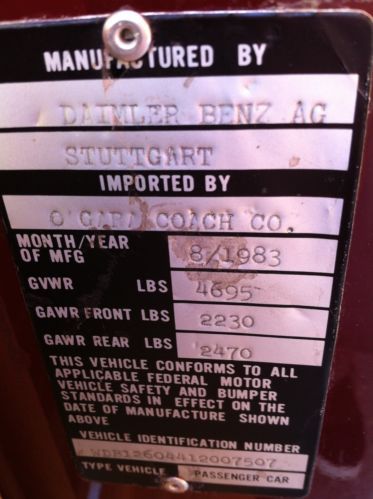 MANUFACTURED BY
DAIMLER BENZ AG
STUTTGART
IMPORTED BY
O'GARA COACH CO.
MONTH/YEAR
OF MFG 8/1983
GVWR LBS 4695
GAWR FRONT LBS 2230
GAWR REAR LBS 2470
THIS VEHICLE CONFORMS TO ALL
APPLICABLE FEDERAL MOTOR
VEHICLE SAFETY AND BUMPER
STANDARDS IN EFFECT ON THE
DATE OF MANUFACTURE SHOWN
ABOVE
VEHICLE IDENTIFICATION NUMBER
WDB12604412007507
TYPE VEHICLE PASSENGER CAR